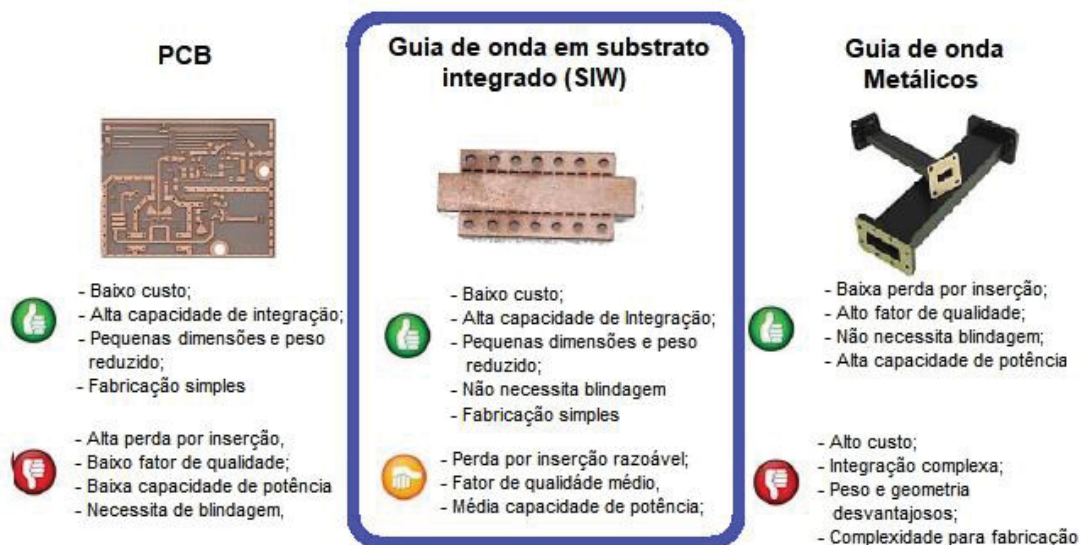 PCB
- Baixo custo;
- Alta capacidade de integração;
- Pequenas dimensões e peso
reduzido;
- Fabricação simples
- Alta perda por inserção,
- Baixo fator de qualidade;
- Baixa capacidade de potência
- Necessita de blindagem,
Guia de onda em substrato
integrado (SIW)
- Baixo custo;
- Alta capacidade de Integração;
- Pequenas dimensões e peso
reduzido;
- Não necessita blindagem
- Fabricação simples
- Perda por inserção razoável;
- Fator de qualidáde médio,
- Média capacidade de potência;
Guia de onda
Metálicos
- Baixa perda por inserção;
- Alto fator de qualidade;
- Não necessita blindagem;
- Alta capacidade de potência
- Alto custo;
- Integração complexa;
- Peso e geometria
desvantajosos;
- Complexidade para fabricação